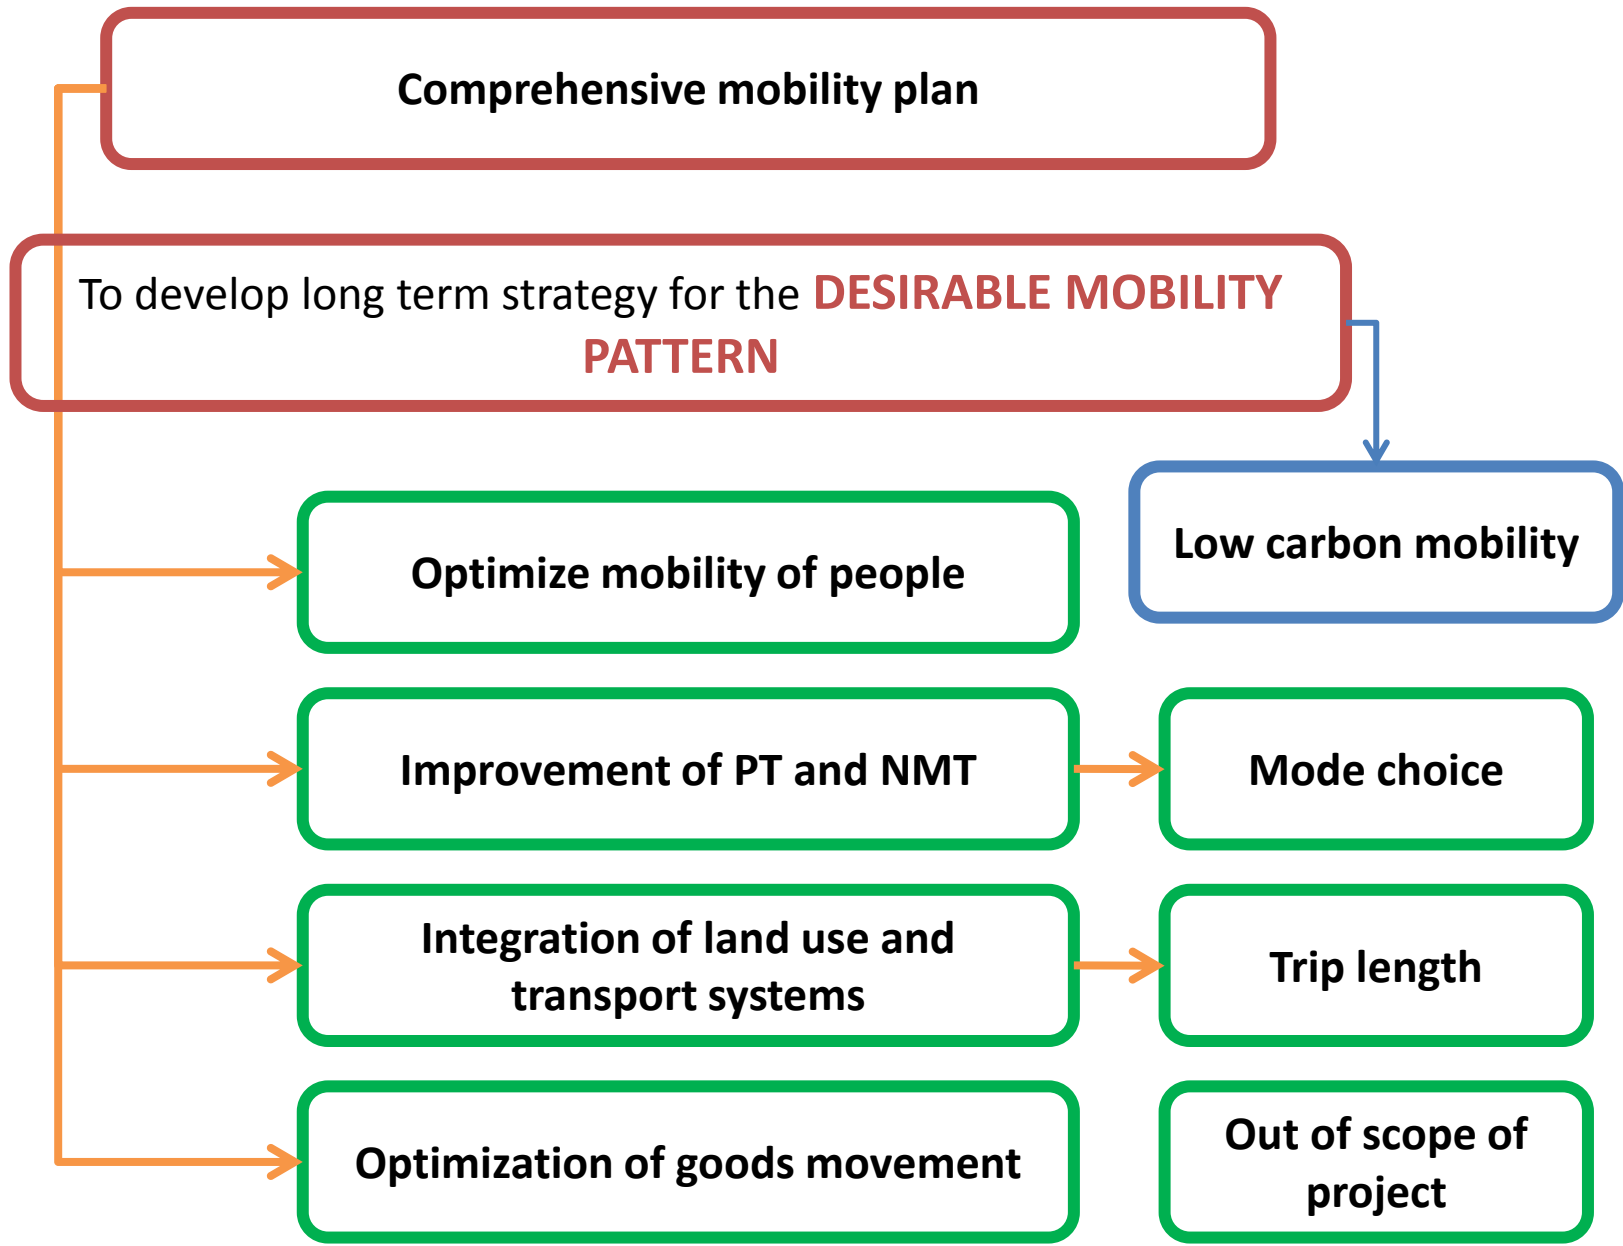 Comprehensive mobility plan
To develop long term strategy for the DESIRABLE MOBILITY
PATTERN
Low carbon mobility
Optimize mobility of people
Improvement of PT and NMT
Mode choice
Integration of land use and
transport systems
Trip length
Optimization of goods movement
Out of scope of
project